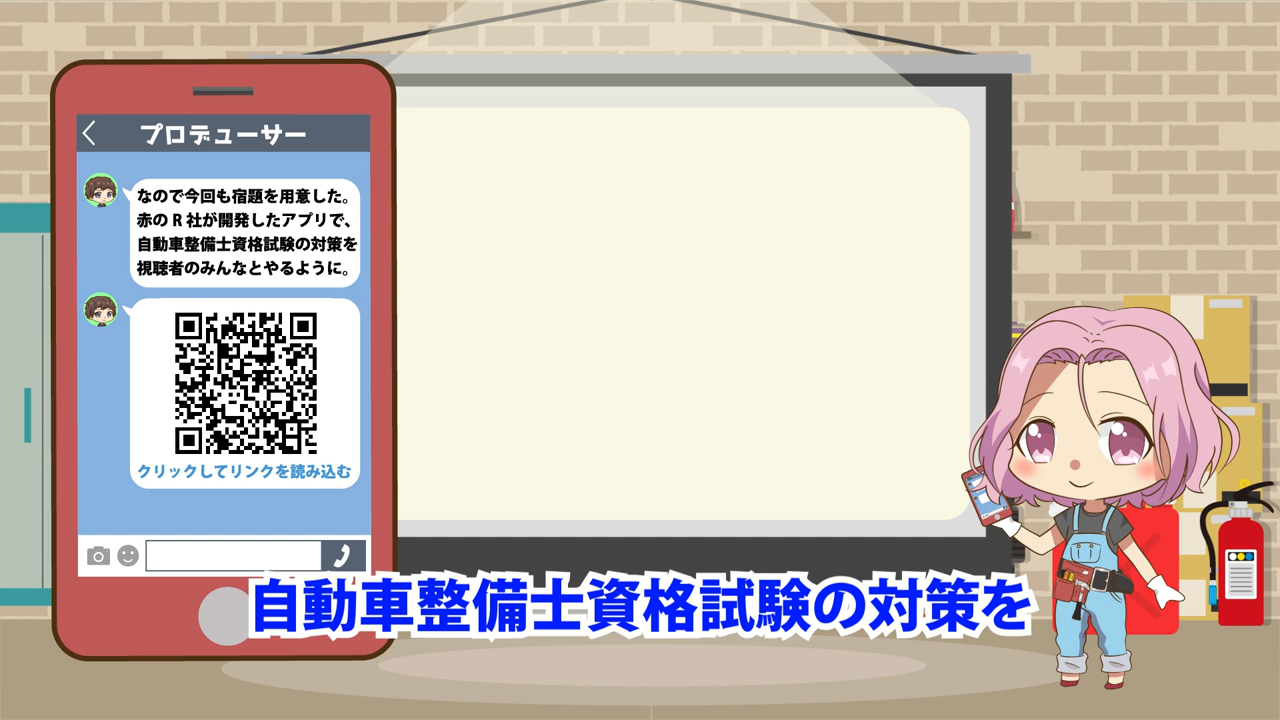 プロデューサー
なので今回も宿題を用意した。
赤のR社が開発したアプリで、
自動車整備士資格試験の対策を
視聴者のみんなとやるように。
クリックしてリンクを読み込む
自動車整備士資格試験の対策を